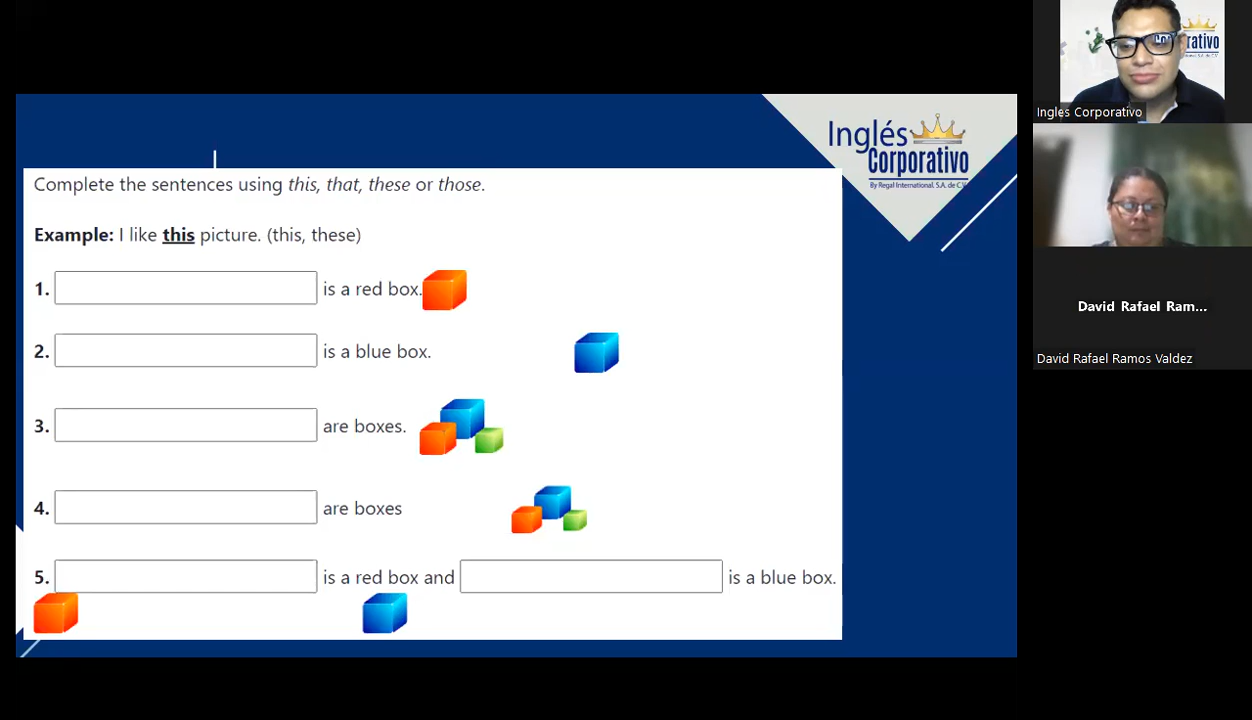 Inglés
Corporativo
By Regal International, S.A. de C.V.
Complete the sentences using this, that, these or those.
Example: I like this picture. (this, these)
1. is a red box.
2. is a blue box.
3. are boxes.
4. are boxes
5. is a red box and is a blue box.
rativo
Ingles Corporativo
David Rafael Ram...
David Rafael Ramos Valdez